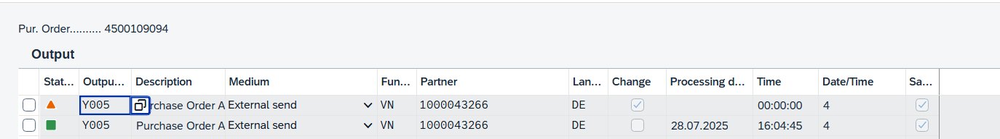 Pur. Order.......... 4500109094
Output
Stat... Outpu... Description Medium Fun... Partner Lan... Change Processing d... Time Date/Time Sa...
Y005 rchase Order A External send VN 1000043266 DE 00:00:00 4
Y005 Purchase Order A External send VN 1000043266 DE 28.07.2025 16:04:45 4